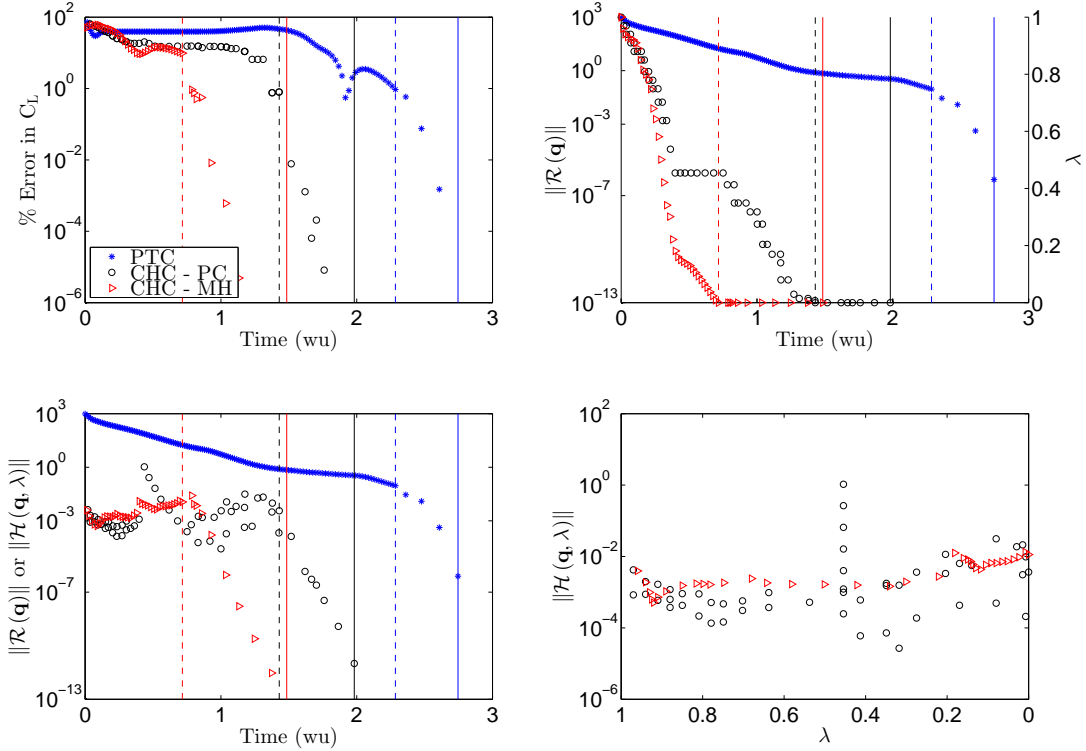 % Error in C_L
10^2
10^0
10^-2
10^-4
10^-6
PTC
CHC - PC
CHC - MH
0 1 2 3
Time (wu)
||R (q)||
10^3
10^0
10^-3
10^-7
10^-13
λ
1
0.8
0.6
0.4
0.2
0
0 1 2 3
Time (wu)
||R (q)|| or ||H (q, λ)||
10^3
10^0
10^-3
10^-7
10^-13
0 1 2 3
Time (wu)
||H (q, λ)||
10^2
10^0
10^-2
10^-4
10^-6
1 0.8 0.6 0.4 0.2 0
λ